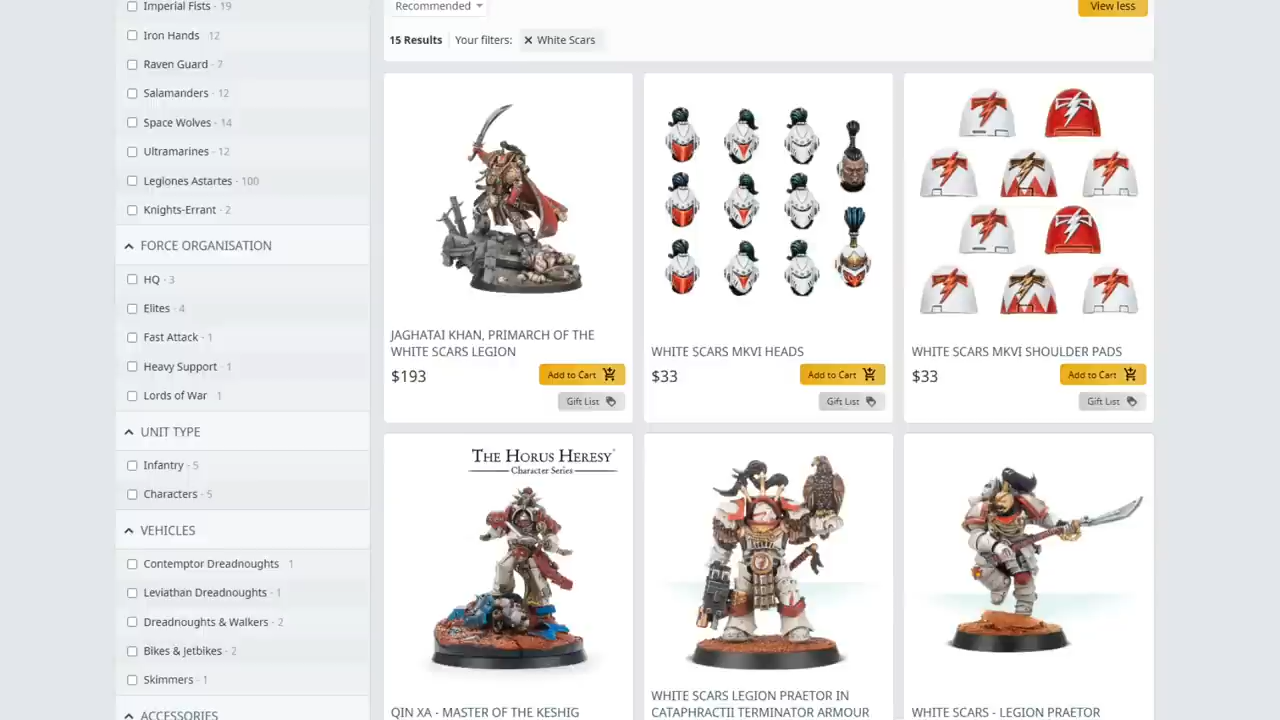 Imperial Fists - 19
Iron Hands 12
Raven Guard - 7
Salamanders - 12
Space Wolves - 14
Ultramarines - 12
Legiones Astartes - 100
Knights-Errant - 2
FORCE ORGANISATION
HQ - 3
Elites - 4
Fast Attack - 1
Heavy Support - 1
Lords of War 1
UNIT TYPE
Infantry - 5
Characters - 5
VEHICLES
Contemptor Dreadnoughts 1
Leviathan Dreadnoughts - 1
Dreadnoughts & Walkers - 2
Bikes & Jetbikes - 2
Skimmers - 1
ACCESSORIES
Recommended
View less
15 Results Your filters: × White Scars
JAGHATAI KHAN, PRIMARCH OF THE
WHITE SCARS LEGION
$193
Add to Cart
Gift List
WHITE SCARS MKVI HEADS
$33
Add to Cart
Gift List
WHITE SCARS MKVI SHOULDER PADS
$33
Add to Cart
Gift List
THE HORUS HERESY
Character Series
QIN XA - MASTER OF THE KESHIG
WHITE SCARS LEGION PRAETOR IN
CATAPHRACTII TERMINATOR ARMOUR
WHITE SCARS - LEGION PRAETOR